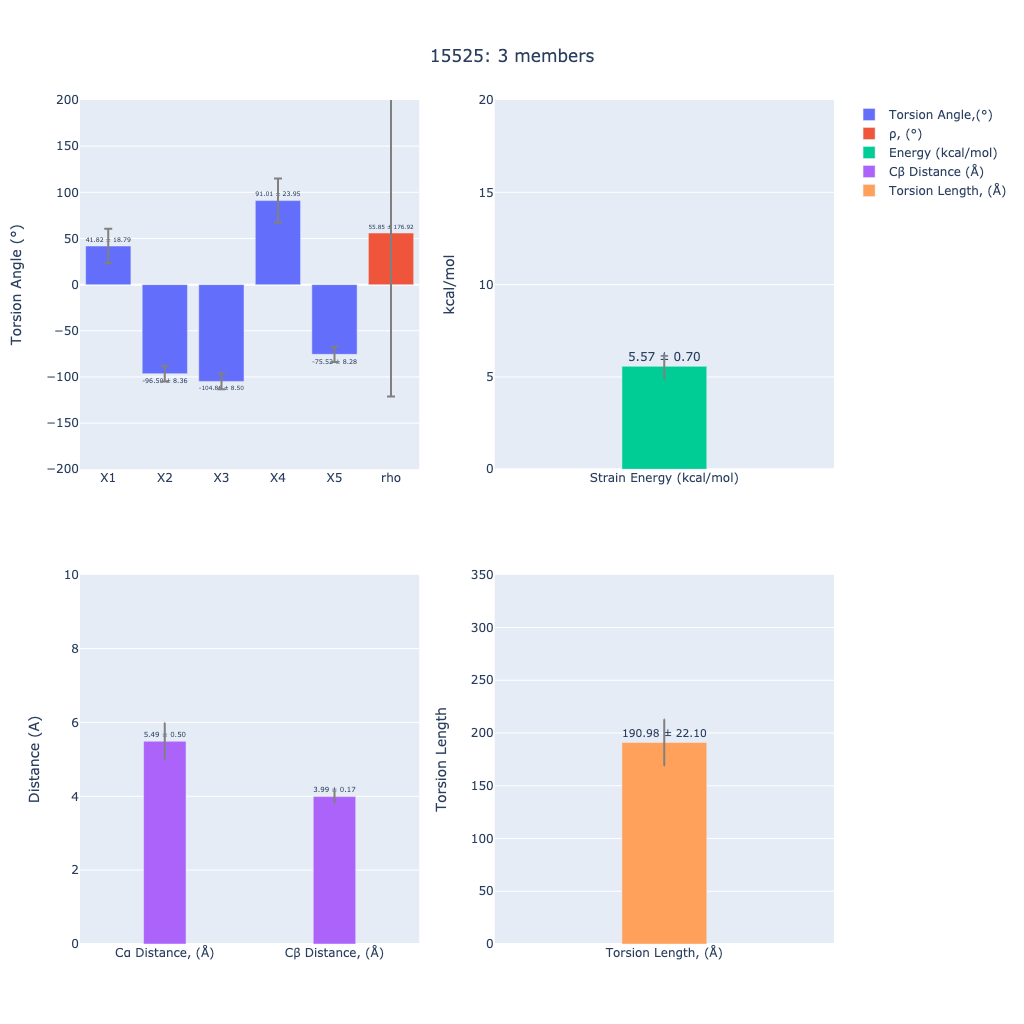 15525: 3 members
Torsion Angle (°)
200
150
100
50
0
−50
−100
−150
−200
41.82 ± 18.79
91.01 ± 23.95
55.85 ± 176.92
± 8.36
± 8.50
± 8.28
X1 X2 X3 X4 X5 rho
kcal/mol
20
15
10
5
0
5.57 ± 0.70
Strain Energy (kcal/mol)
Torsion Angle,(°)
ρ, (°)
Energy (kcal/mol)
Cβ Distance (Å)
Torsion Length, (Å)
Distance (A)
10
8
6
4
2
0
5.49 ± 0.50
3.99 ± 0.17
Cα Distance, (Å) Cβ Distance, (Å)
Torsion Length
350
300
250
200
150
100
50
0
190.98 ± 22.10
Torsion Length, (Å)